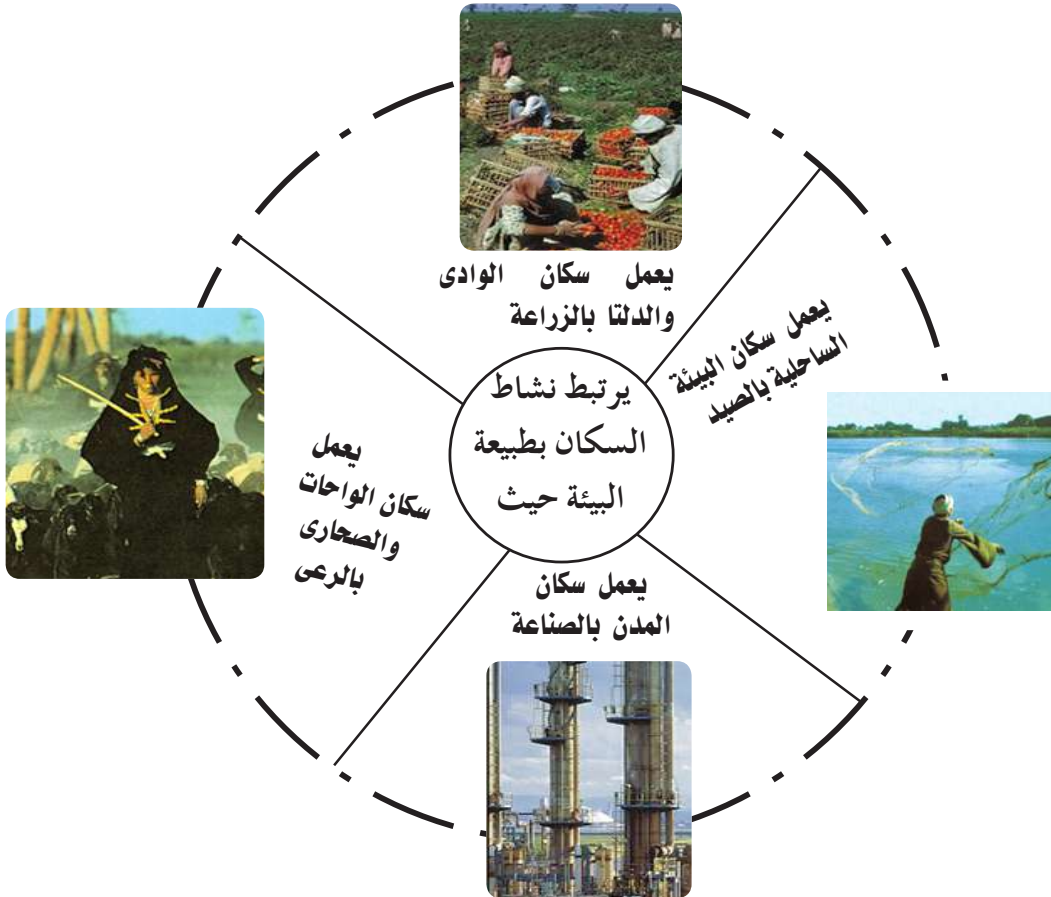 يعمل سكان الوادى
والدلتا بالزراعة
يعمل سكان البيئة
الساحلية بالصيد
يرتبط نشاط
السكان بطبيعة
البيئة حيث
يعمل
سكان الواحات
والصحارى
بالرعى
يعمل سكان
المدن بالصناعة